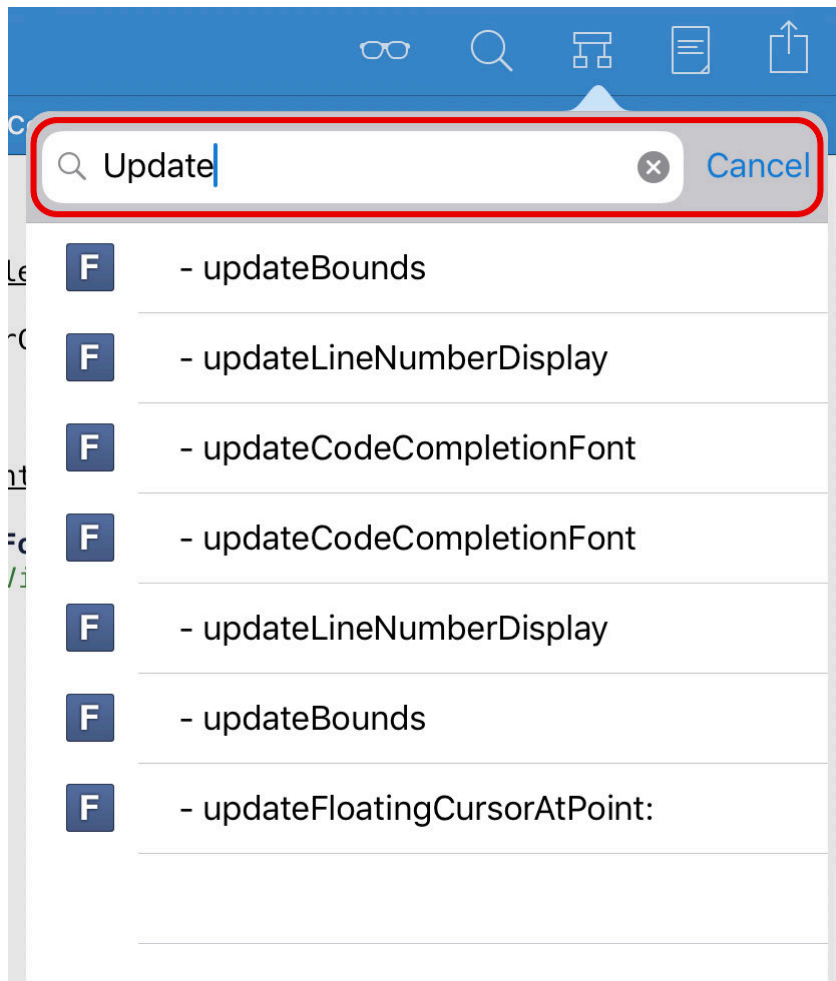 Update
Cancel
F - updateBounds
F - updateLineNumberDisplay
F - updateCodeCompletionFont
F - updateCodeCompletionFont
F - updateLineNumberDisplay
F - updateBounds
F - updateFloatingCursorAtPoint: